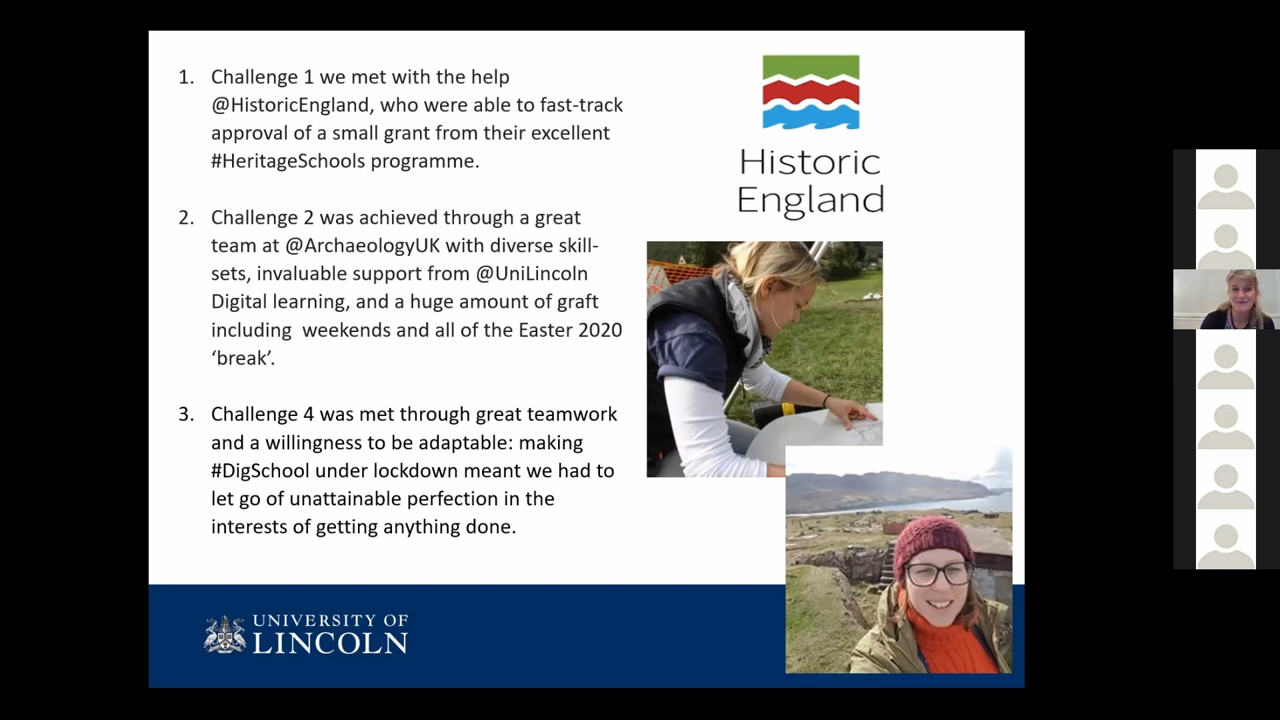 1. Challenge 1 we met with the help
@HistoricEngland, who were able to fast-track
approval of a small grant from their excellent
#HeritageSchools programme.
2. Challenge 2 was achieved through a great
team at @ArchaeologyUK with diverse skill-
sets, invaluable support from @UniLincoln
Digital learning, and a huge amount of graft
including  weekends and all of the Easter 2020
‘break’.
3. Challenge 4 was met through great teamwork
and a willingness to be adaptable: making
#DigSchool under lockdown meant we had to
let go of unattainable perfection in the
interests of getting anything done.
Historic
England
UNIVERSITY OF
LINCOLN